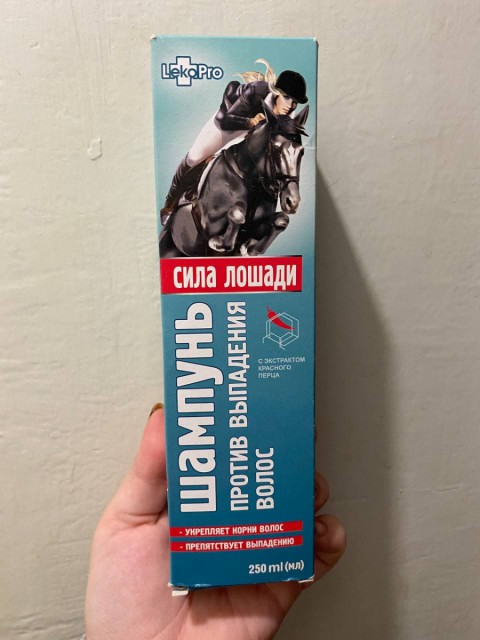 LekoPro
СИЛА ЛОШАДИ
ШАМПУНЬ
ПРОТИВ ВЫПАДЕНИЯ
ВОЛОС
С ЭКСТРАКТОМ
КРАСНОГО
ПЕРЦА
- УКРЕПЛЯЕТ КОРНИ ВОЛОС
- ПРЕПЯТСТВУЕТ ВЫПАДЕНИЮ
250 ml (мл)